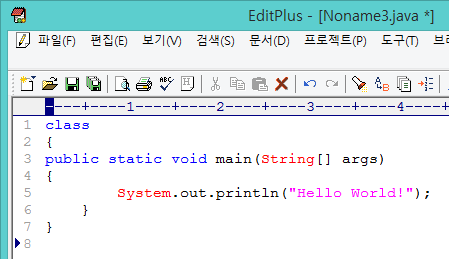 EditPlus - [Noname3.java *]
파일(F) 편집(E) 보기(V) 검색(S) 문서(D) 프로젝트(P) 도구(T) 브
----+----1----+----2----+----3----+----4----+
1 class
2 {
3 public static void main(String[] args)
4 {
5 System.out.println("Hello World!");
6 }
7 }
8